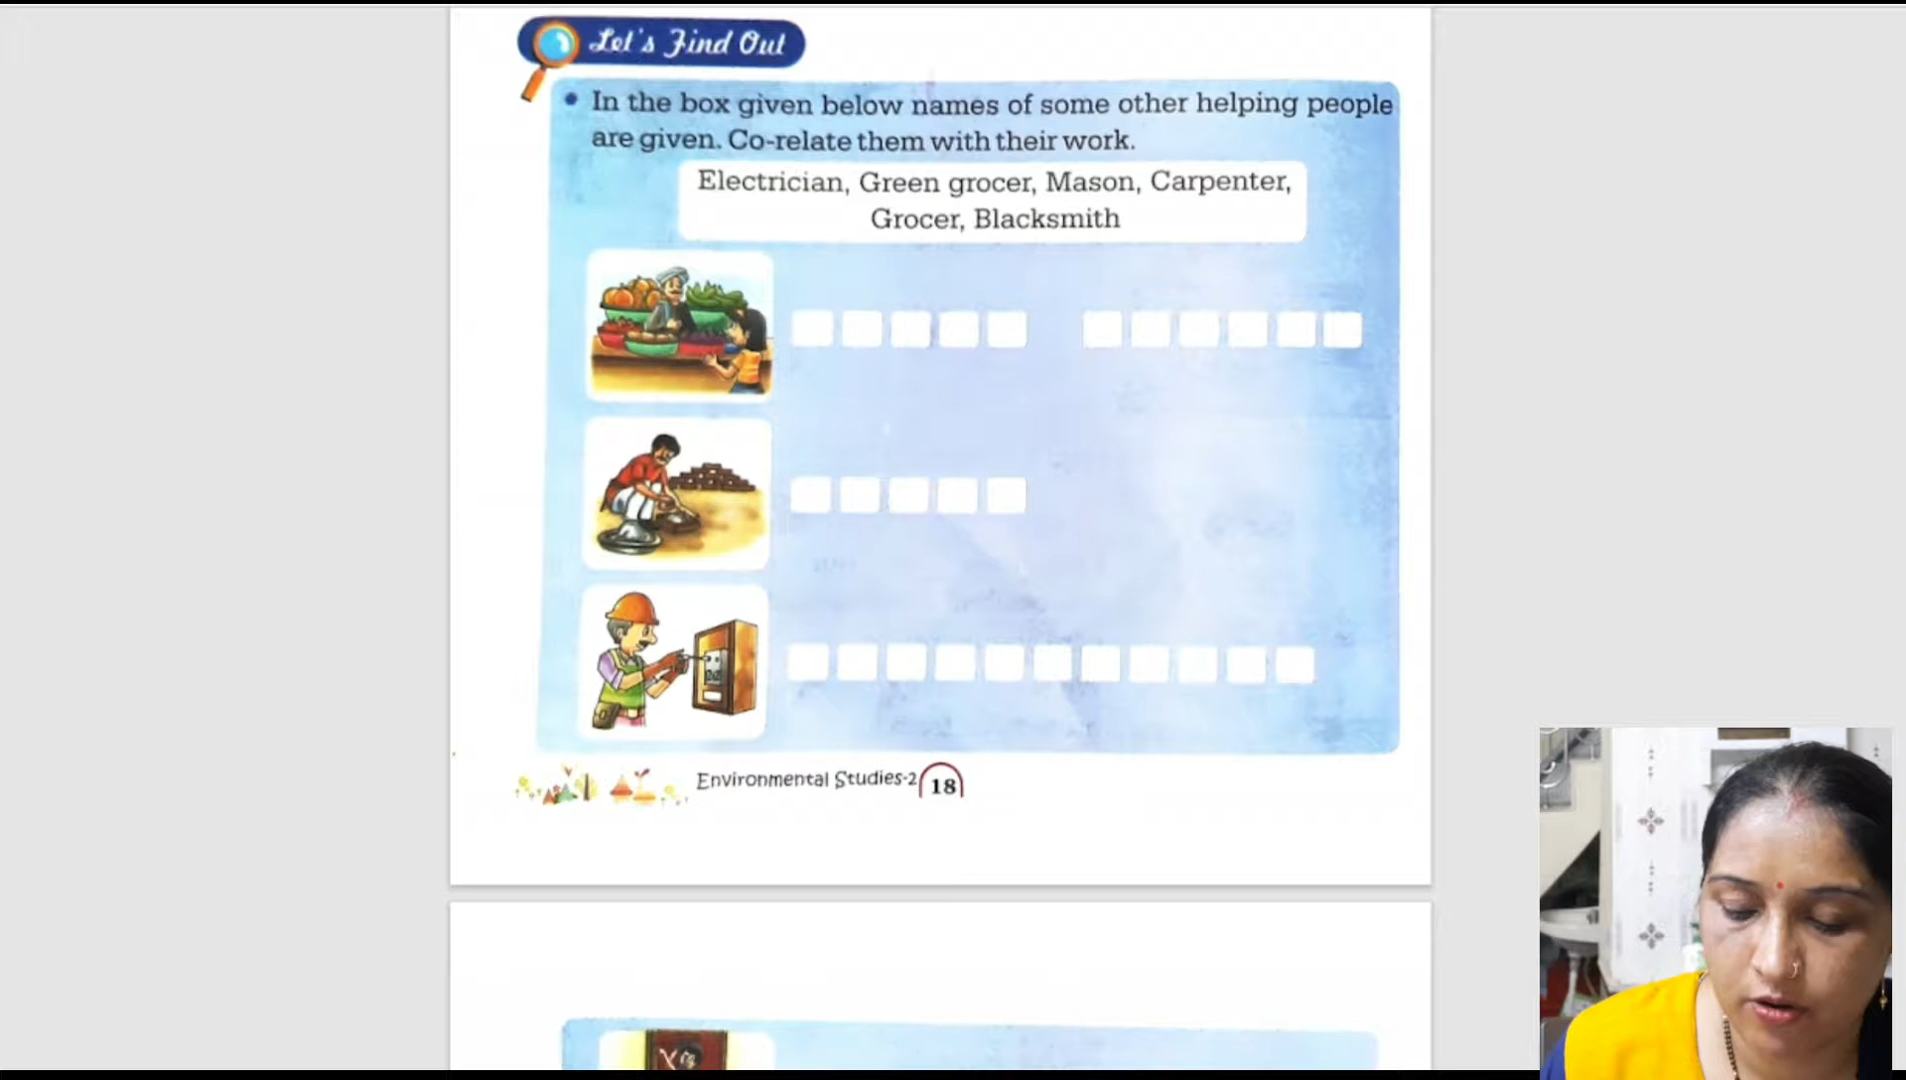 Let's Find Out
• In the box given below names of some other helping people
are given. Co-relate them with their work.
Electrician, Green grocer, Mason, Carpenter,
Grocer, Blacksmith
Environmental Studies-2 18